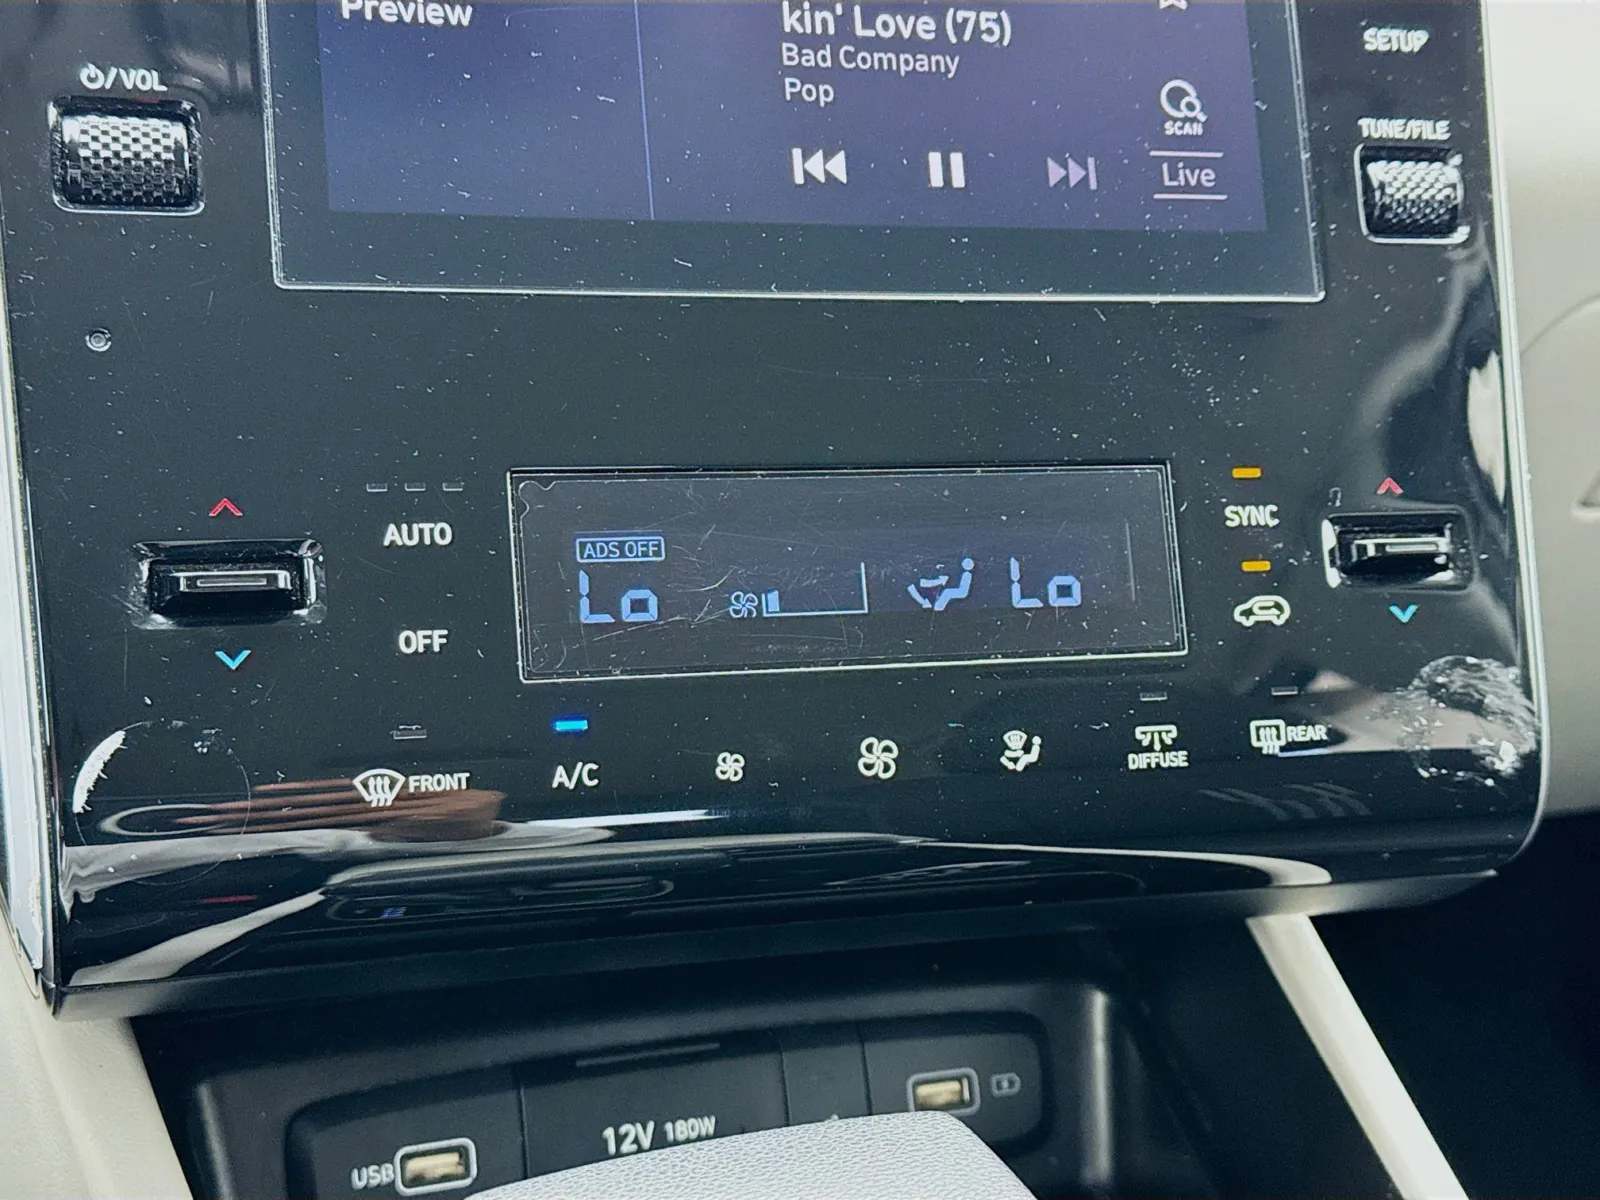 Preview
kin' Love (75)
Bad Company
Pop
SCAN
Live
/VOL
SETUP
TUNE/FILE
AUTO
OFF
ADS OFF
Lo
Lo
SYNC
FRONT
A/C
DIFFUSE
REAR
USB
12V 180W